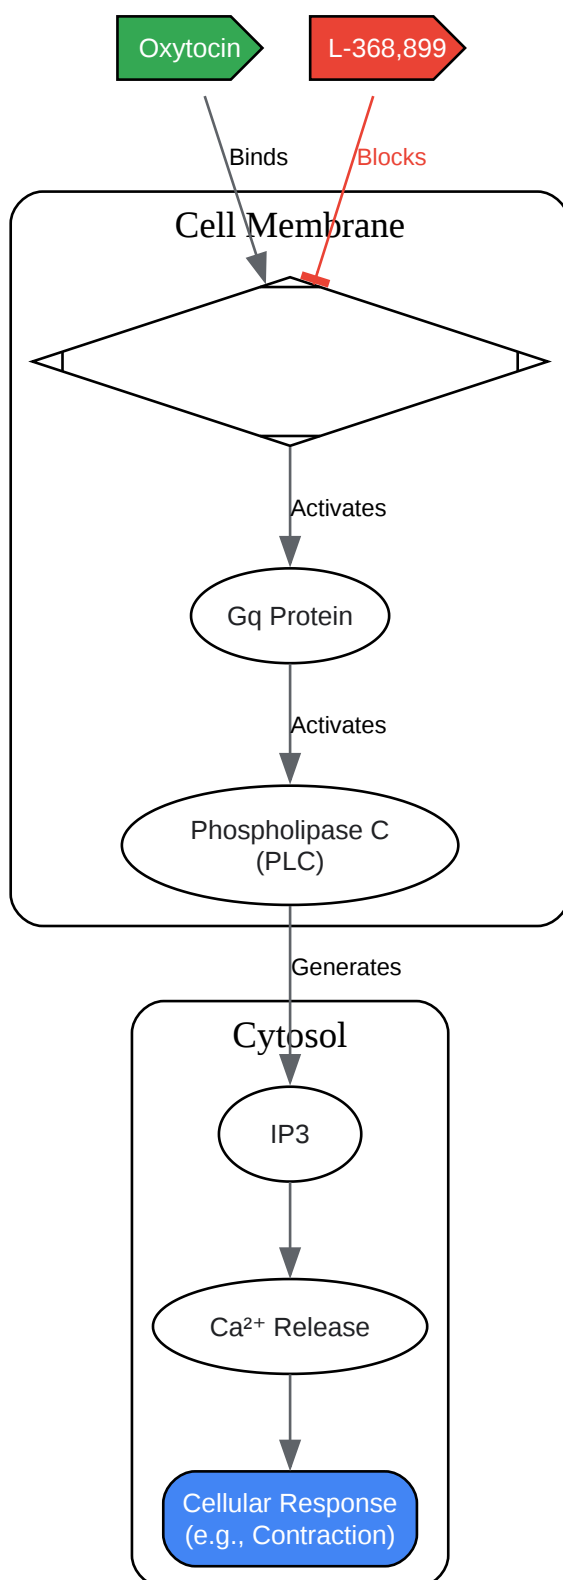 Oxytocin
L-368,899
Binds
Blocks
Cell Membrane
Activates
Gq Protein
Activates
Phospholipase C
(PLC)
Generates
Cytosol
IP3
Ca²⁺ Release
Cellular Response
(e.g., Contraction)